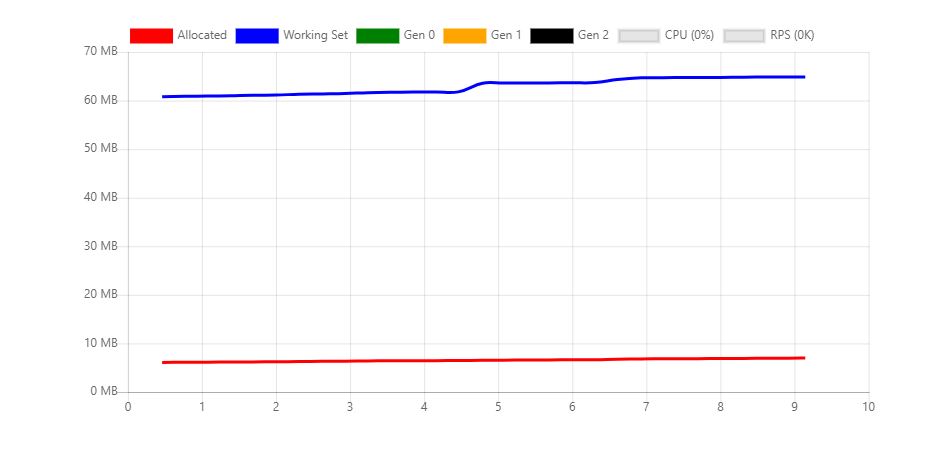 Allocated Working Set Gen 0 Gen 1 Gen 2 CPU (0%) RPS (0K)
70 MB
60 MB
50 MB
40 MB
30 MB
20 MB
10 MB
0 MB
0 1 2 3 4 5 6 7 8 9 10